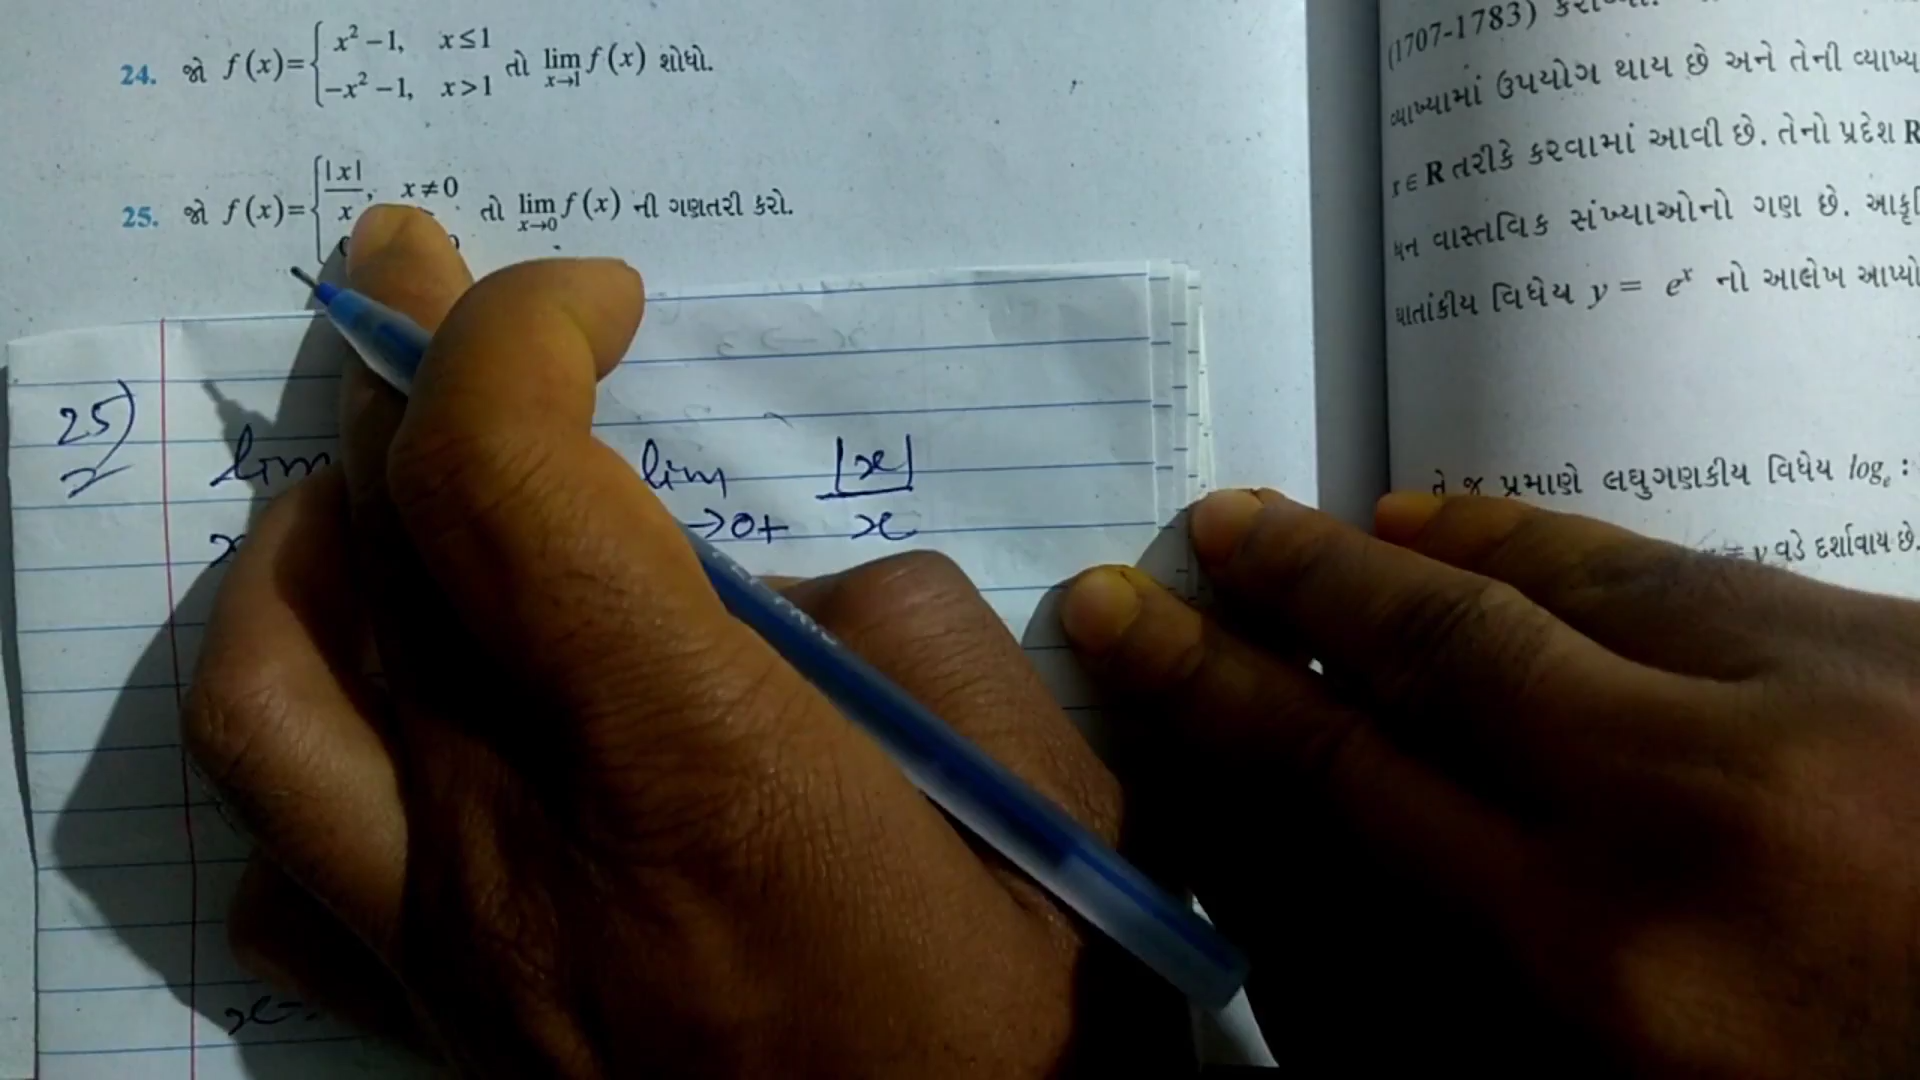 24. જો f(x)= { x² – 1, x ≤ 1
–x² – 1, x > 1 તો lim x→1 f(x) શોધો.
25. જો f(x)= { |x|/x, x ≠ 0 તો lim x→0 f(x) ની ગણતરી કરો.
25)
lim lim |x|
→0+ x
(1707-1783)
વ્યાખ્યામાં ઉપયોગ થાય છે અને તેની
x ∈ R તરીકે કરવામાં આવી છે. તેનો પ્રદેશ R
વાસ્તવિક સંખ્યાઓનો ગણ છે.
ઘાતાંકીય વિધેય y = eˣ નો આલેખ
તે જ પ્રમાણે લઘુગણકીય વિધેય logₑ :
y વડે દર્શાવાય છે.